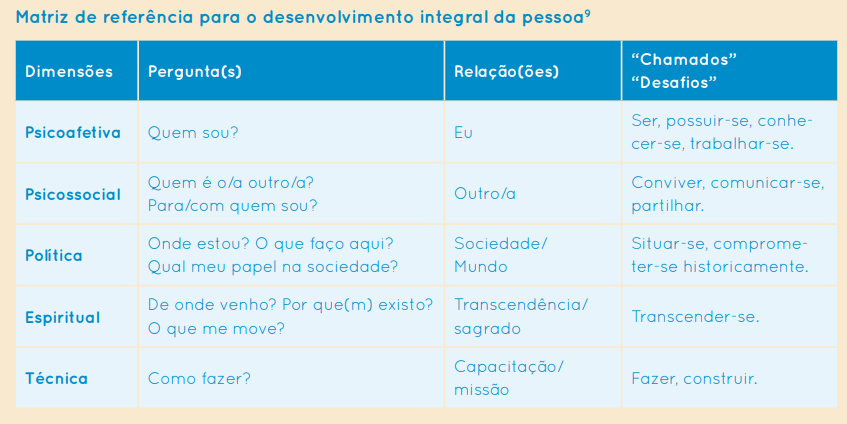 Matriz de referência para o desenvolvimento integral da pessoa⁹
Dimensões
Pergunta(s)
Relação(ões)
“Chamados”
“Desafios”
Psicoafetiva
Quem sou?
Eu
Ser, possuir-se, conhe-
cer-se, trabalhar-se.
Psicossocial
Quem é o/a outro/a?
Para/com quem sou?
Outro/a
Conviver, comunicar-se,
partilhar.
Política
Onde estou? O que faço aqui?
Qual meu papel na sociedade?
Sociedade/
Mundo
Situar-se, comprome-
ter-se historicamente.
Espiritual
De onde venho? Por que(m) existo?
O que me move?
Transcendência/
sagrado
Transcender-se.
Técnica
Como fazer?
Capacitação/
missão
Fazer, construir.